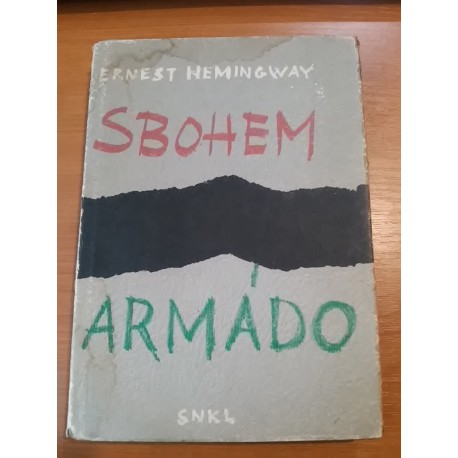 ERNEST HEMINGWAY
SBOHEM
ARMÁDO
SNKL